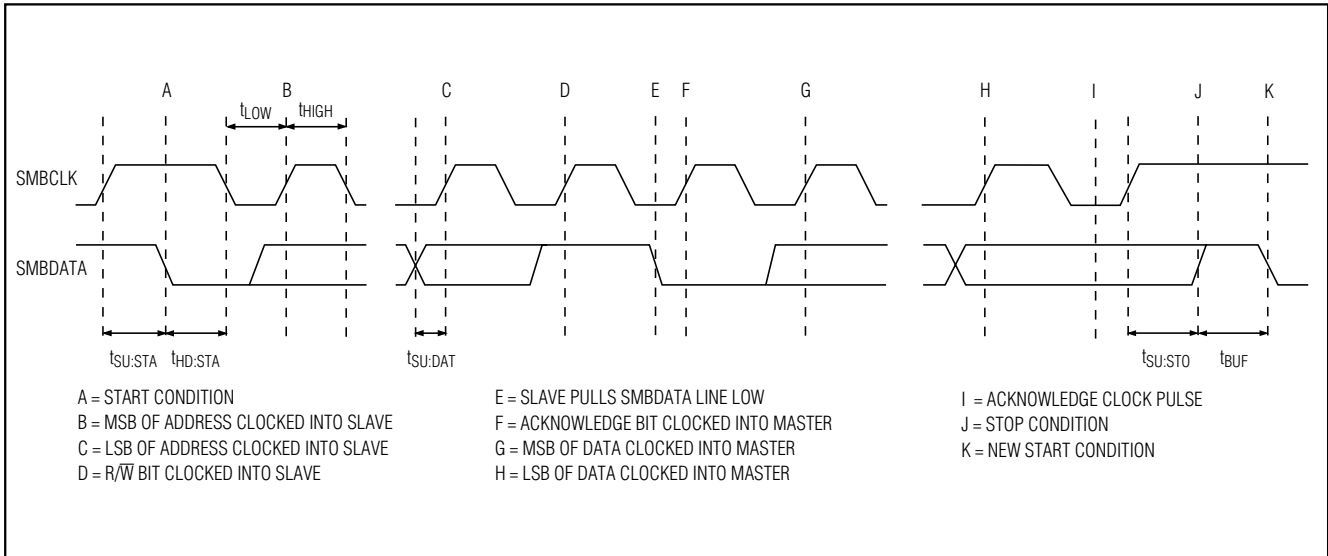 A B C D E F G H I J K
tLOW tHIGH
SMBCLK
SMBDATA
tSU:STA tHD:STA tSU:DAT tSU:STO tBUF
A = START CONDITION
B = MSB OF ADDRESS CLOCKED INTO SLAVE
C = LSB OF ADDRESS CLOCKED INTO SLAVE
D = R/W̅ BIT CLOCKED INTO SLAVE
E = SLAVE PULLS SMBDATA LINE LOW
F = ACKNOWLEDGE BIT CLOCKED INTO MASTER
G = MSB OF DATA CLOCKED INTO MASTER
H = LSB OF DATA CLOCKED INTO MASTER
I = ACKNOWLEDGE CLOCK PULSE
J = STOP CONDITION
K = NEW START CONDITION